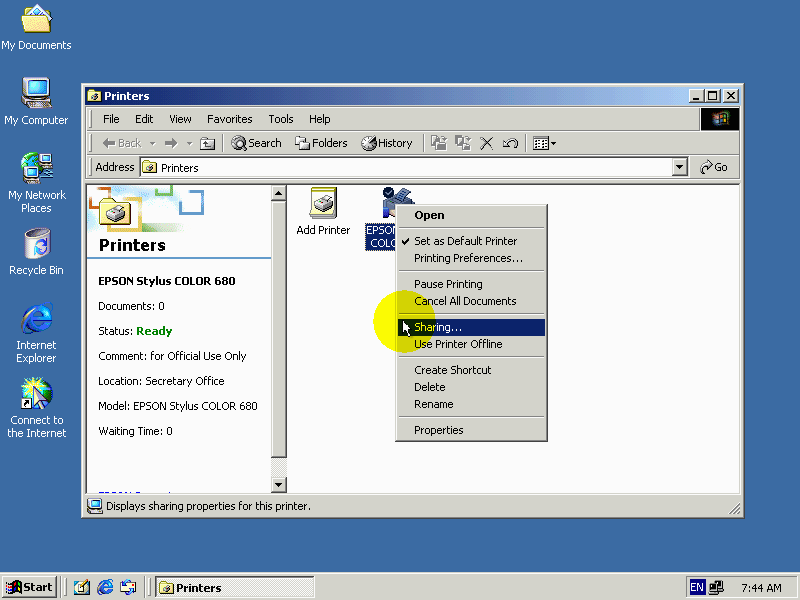 My Documents
My Computer
My Network
Places
Recycle Bin
Internet
Explorer
Connect to
the Internet
Printers
File Edit View Favorites Tools Help
Back Search Folders History
Address Printers Go
Printers
EPSON Stylus COLOR 680
Documents: 0
Status: Ready
Comment: for Official Use Only
Location: Secretary Office
Model: EPSON Stylus COLOR 680
Waiting Time: 0
Add Printer
EPSON
Open
Set as Default Printer
Printing Preferences...
Pause Printing
Cancel All Documents
Sharing...
Use Printer Offline
Create Shortcut
Delete
Rename
Properties
Displays sharing properties for this printer.
Start Printers EN 7:44 AM